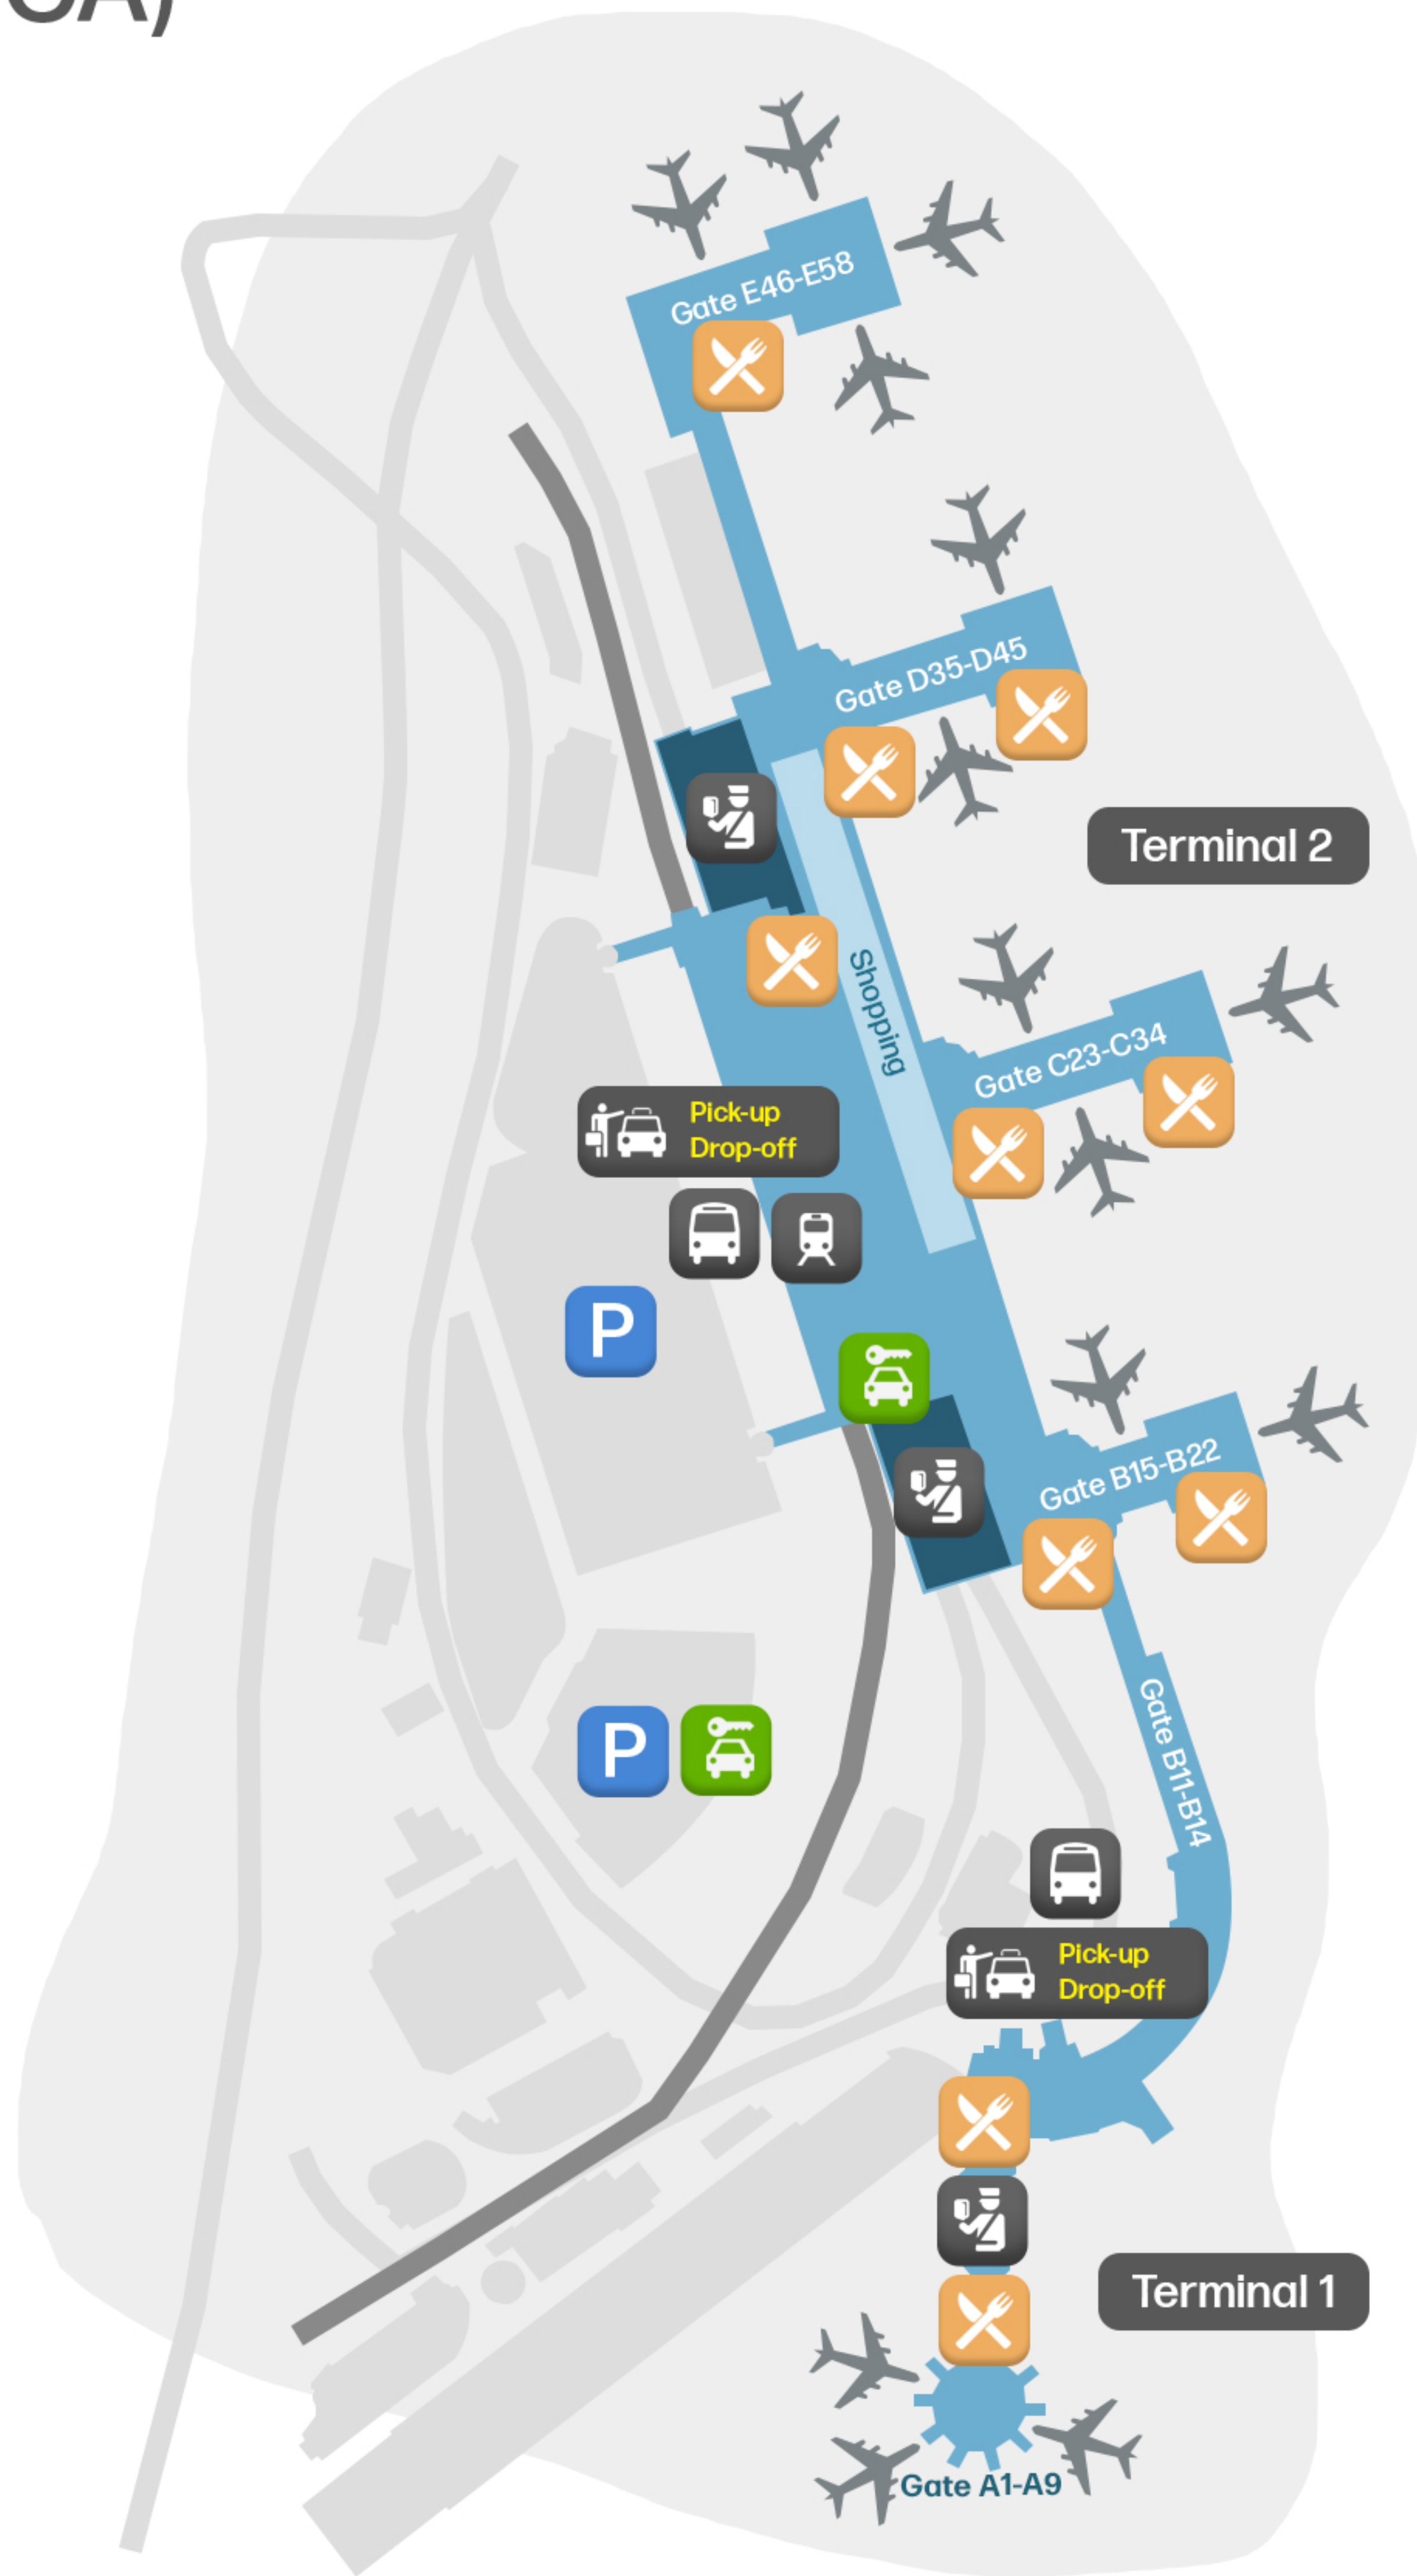 CA)
Gate E46-E58
Gate D35-D45
Terminal 2
Shopping
Gate C23-C34
Pick-up
Drop-off
P
Gate B15-B22
Gate B11-B14
P
Pick-up
Drop-off
Terminal 1
Gate A1-A9